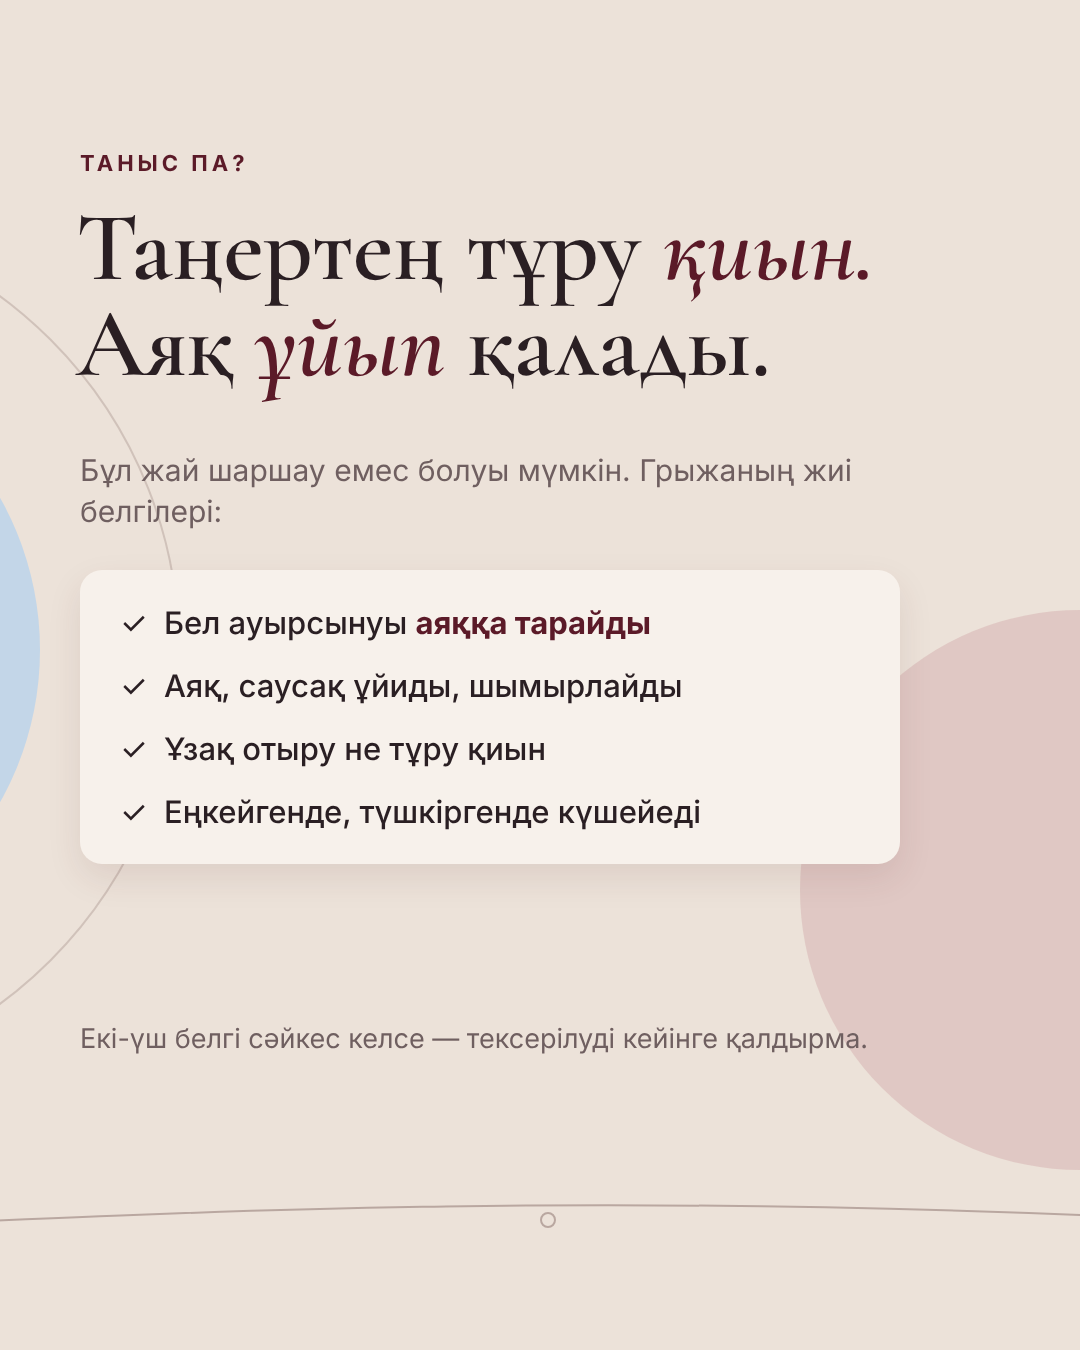 ТАНЫС ПА?
Таңертең тұру қиын.
Аяқ ұйып қалады.
Бұл жай шаршау емес болуы мүмкін. Грыжаның жиі
белгілері:
✓ Бел ауырсынуы аяққа тарайды
✓ Аяқ, саусақ ұйиды, шымырлайды
✓ Ұзақ отыру не тұру қиын
✓ Еңкейгенде, түшкіргенде күшейеді
Екі-үш белгі сәйкес келсе — тексерілуді кейінге қалдырма.